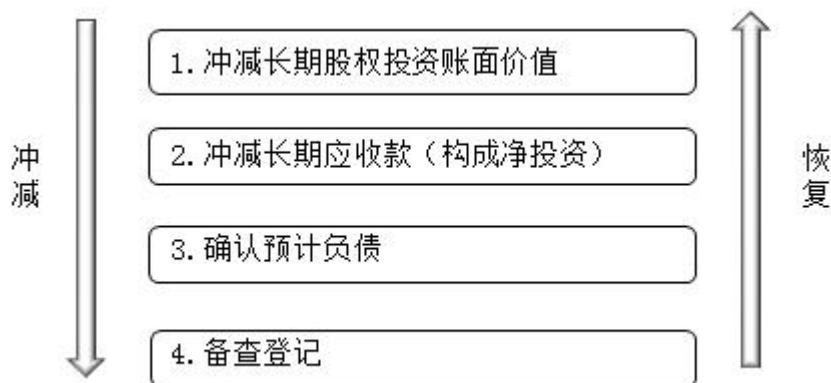 1. 冲减长期股权投资账面价值
2. 冲减长期应收款（构成净投资）
冲减
恢复
3. 确认预计负债
4. 备查登记